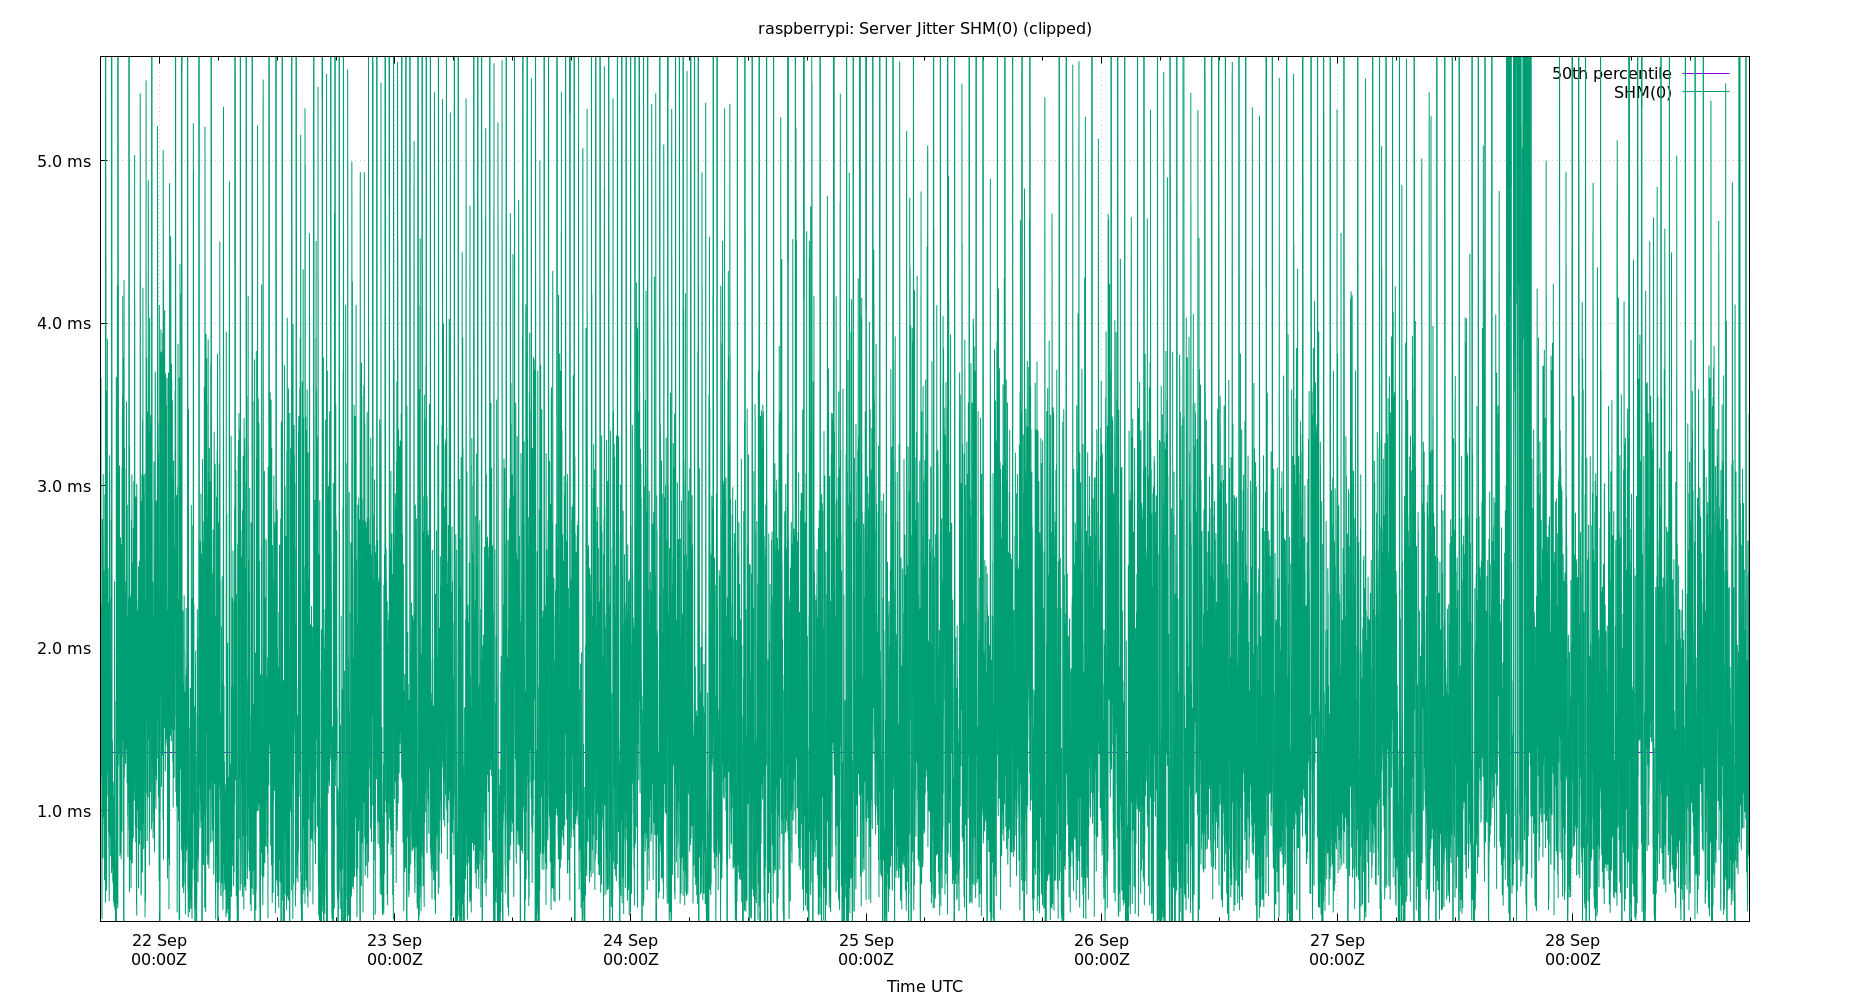 raspberrypi: Server Jitter SHM(0) (clipped)
50th percentile
SHM(0)
5.0 ms
4.0 ms
3.0 ms
2.0 ms
1.0 ms
22 Sep 23 Sep 24 Sep 25 Sep 26 Sep 27 Sep 28 Sep
00:00Z 00:00Z 00:00Z 00:00Z 00:00Z 00:00Z 00:00Z
Time UTC